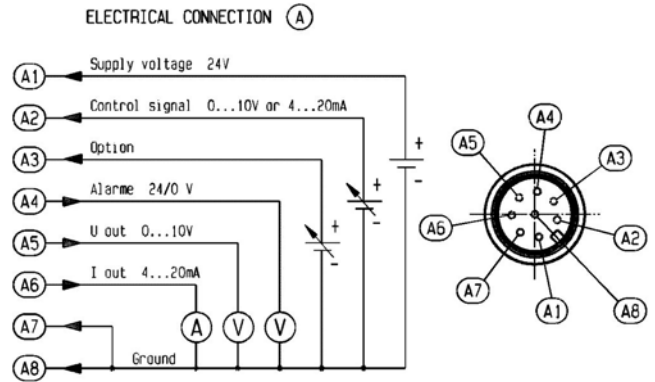 ELECTRICAL CONNECTION A
A1 Supply voltage 24V
A2 Control signal 0...10V or 4...20mA
A3 Option
A4 Alarme 24/0 V
A5 U out 0...10V
A6 I out 4...20mA
A7
A8 Ground
+
-
+
-
+
-
A V V
A4
A5 A3
A6 A2
A7 A1 A8